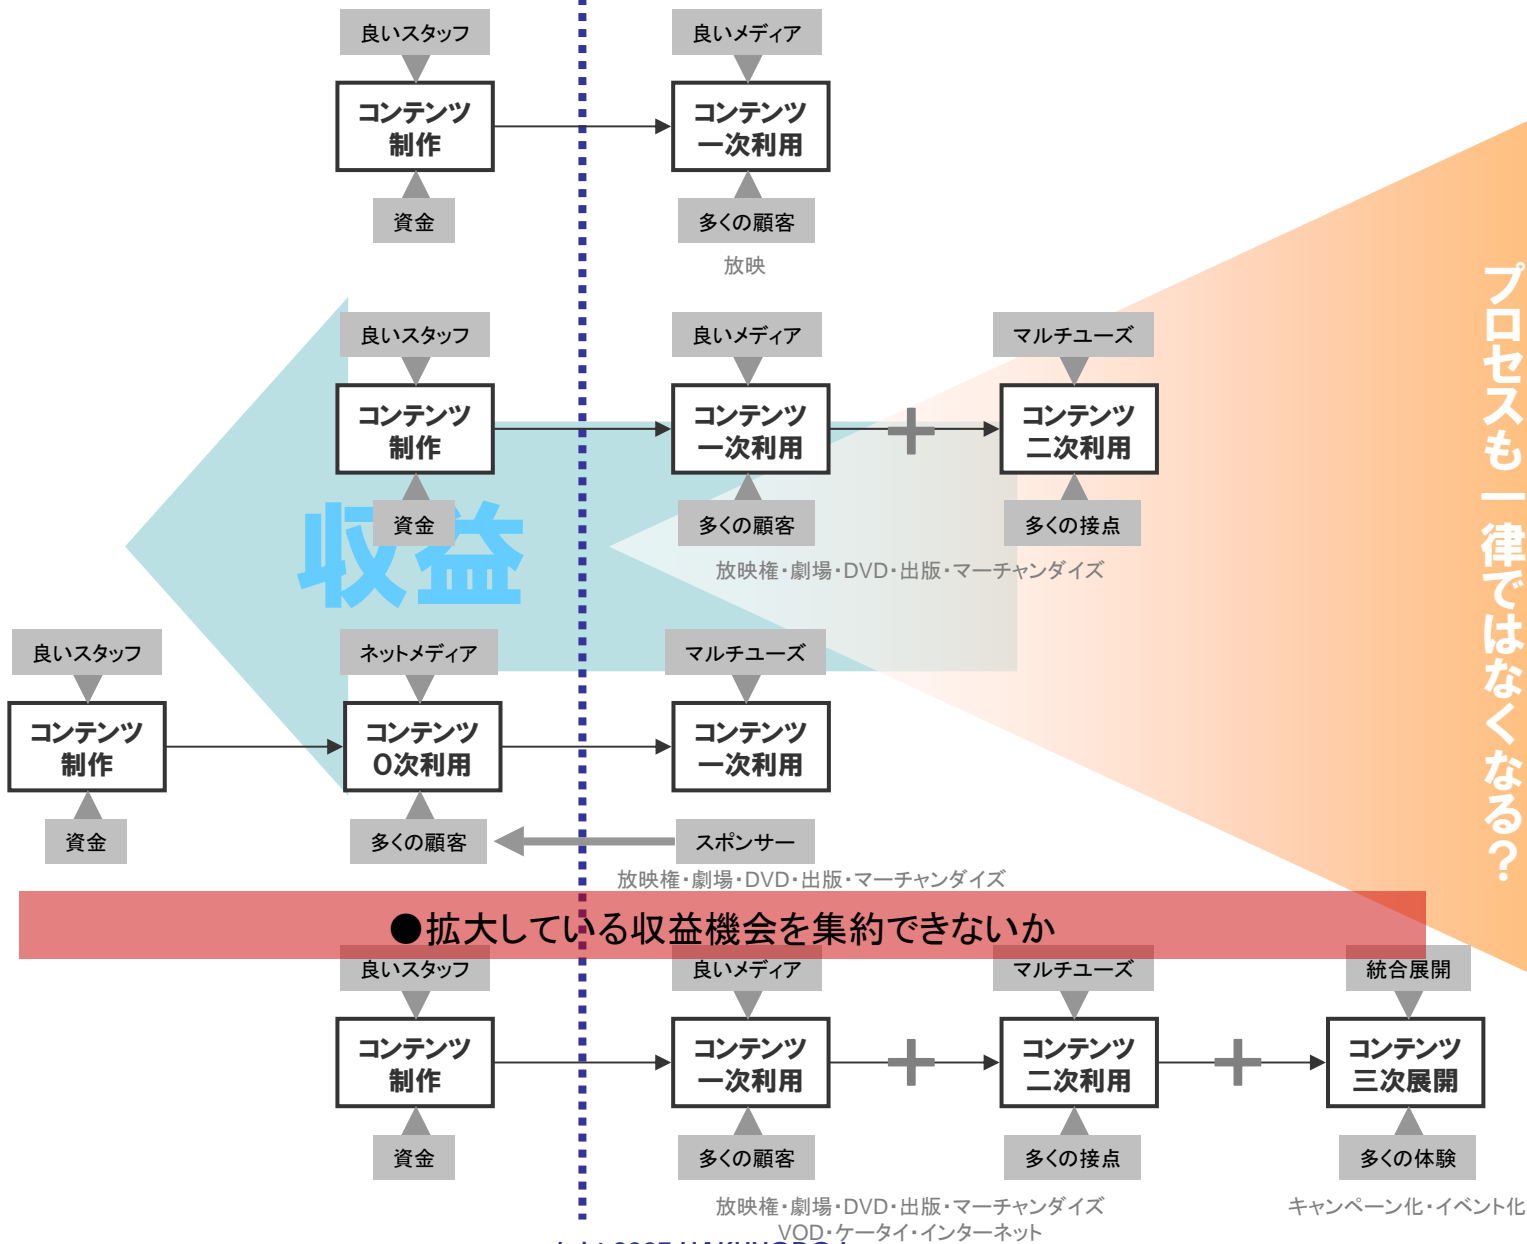 良いスタッフ
良いメディア
コンテンツ
制作
コンテンツ
一次利用
資金
多くの顧客
放映
良いスタッフ
良いメディア
マルチユーズ
コンテンツ
制作
コンテンツ
一次利用
コンテンツ
二次利用
資金
多くの顧客
多くの接点
収益
放映権・劇場・DVD・出版・マーチャンダイズ
プロセスも一律ではなくなる？
良いスタッフ
ネットメディア
マルチユーズ
コンテンツ
制作
コンテンツ
0次利用
コンテンツ
一次利用
資金
多くの顧客
スポンサー
放映権・劇場・DVD・出版・マーチャンダイズ
●拡大している収益機会を集約できないか
良いスタッフ
良いメディア
マルチユーズ
統合展開
コンテンツ
制作
コンテンツ
一次利用
コンテンツ
二次利用
コンテンツ
三次展開
資金
多くの顧客
多くの接点
多くの体験
放映権・劇場・DVD・出版・マーチャンダイズ
VOD・ケータイ・インターネット
キャンペーン化・イベント化